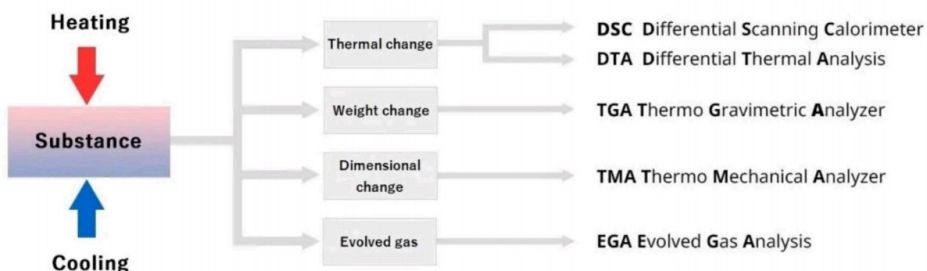 Heating
Substance
Cooling
Thermal change
Weight change
Dimensional
change
Evolved gas
DSC Differential Scanning Calorimeter
DTA Differential Thermal Analysis
TGA Thermo Gravimetric Analyzer
TMA Thermo Mechanical Analyzer
EGA Evolved Gas Analysis